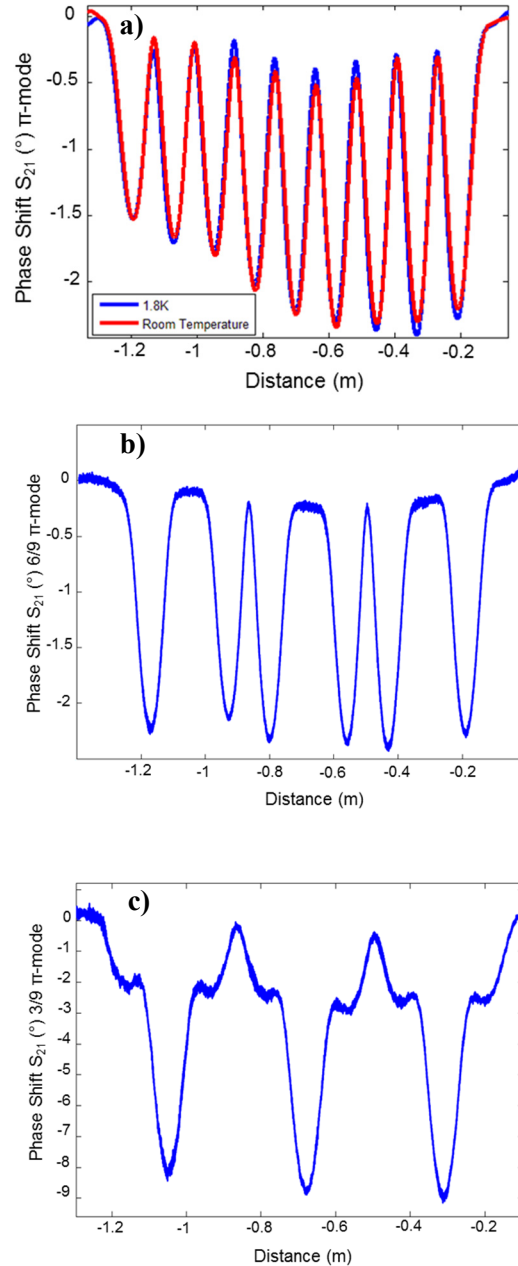 a)
0
-0.5
-1
-1.5
-2
Phase Shift S21 (°) π-mode
1.8K
Room Temperature
-1.2 -1 -0.8 -0.6 -0.4 -0.2
Distance (m)
b)
0
-0.5
-1
-1.5
-2
Phase Shift S21 (°) 6/9 π-mode
-1.2 -1 -0.8 -0.6 -0.4 -0.2
Distance (m)
c)
0
-1
-2
-3
-4
-5
-6
-7
-8
-9
Phase Shift S21 (°) 3/9 π-mode
-1.2 -1 -0.8 -0.6 -0.4 -0.2
Distance (m)